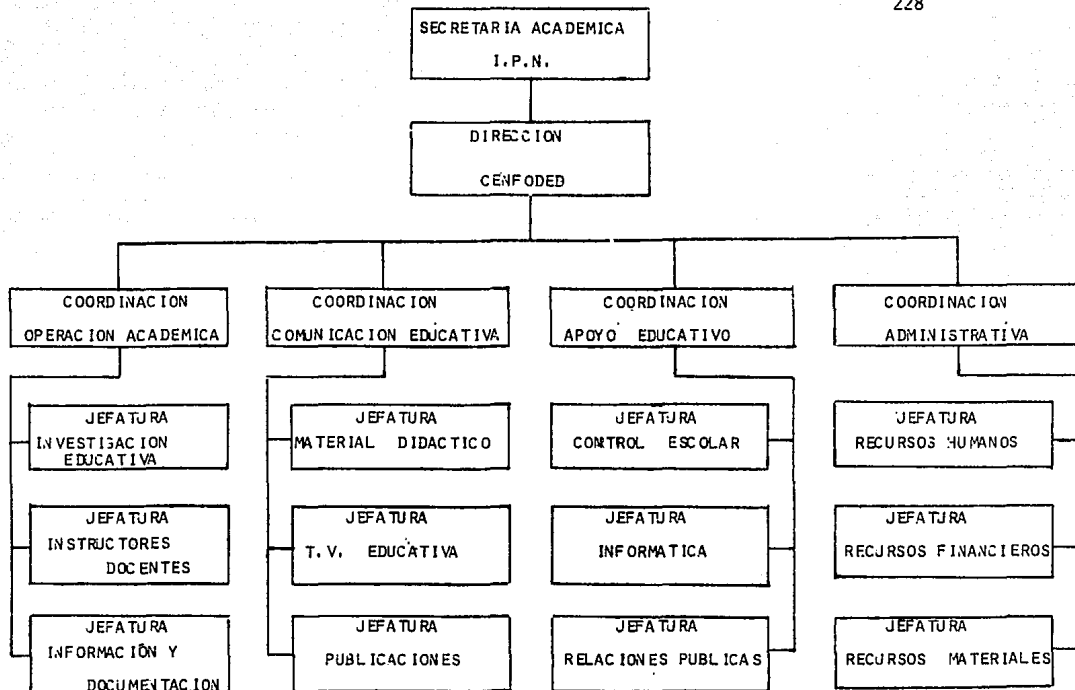 228
SECRETARIA ACADEMICA
I.P.N.
DIRECCION
CENFODED
COORDINACION
OPERACION ACADEMICA
COORDINACION
COMUNICACION EDUCATIVA
COORDINACION
APOYO EDUCATIVO
COORDINACION
ADMINISTRATIVA
JEFATURA
INVESTIGACION
EDUCATIVA
JEFATURA
INSTRUCTORES
DOCENTES
JEFATURA
INFORMACION Y
DOCUMENTACION
JEFATURA
MATERIAL DIDACTICO
JEFATURA
T.V. EDUCATIVA
JEFATURA
PUBLICACIONES
JEFATURA
CONTROL ESCOLAR
JEFATURA
INFORMATICA
JEFATURA
RELACIONES PUBLICAS
JEFATURA
RECURSOS HUMANOS
JEFATURA
RECURSOS FINANCIEROS
JEFATURA
RECURSOS MATERIALES